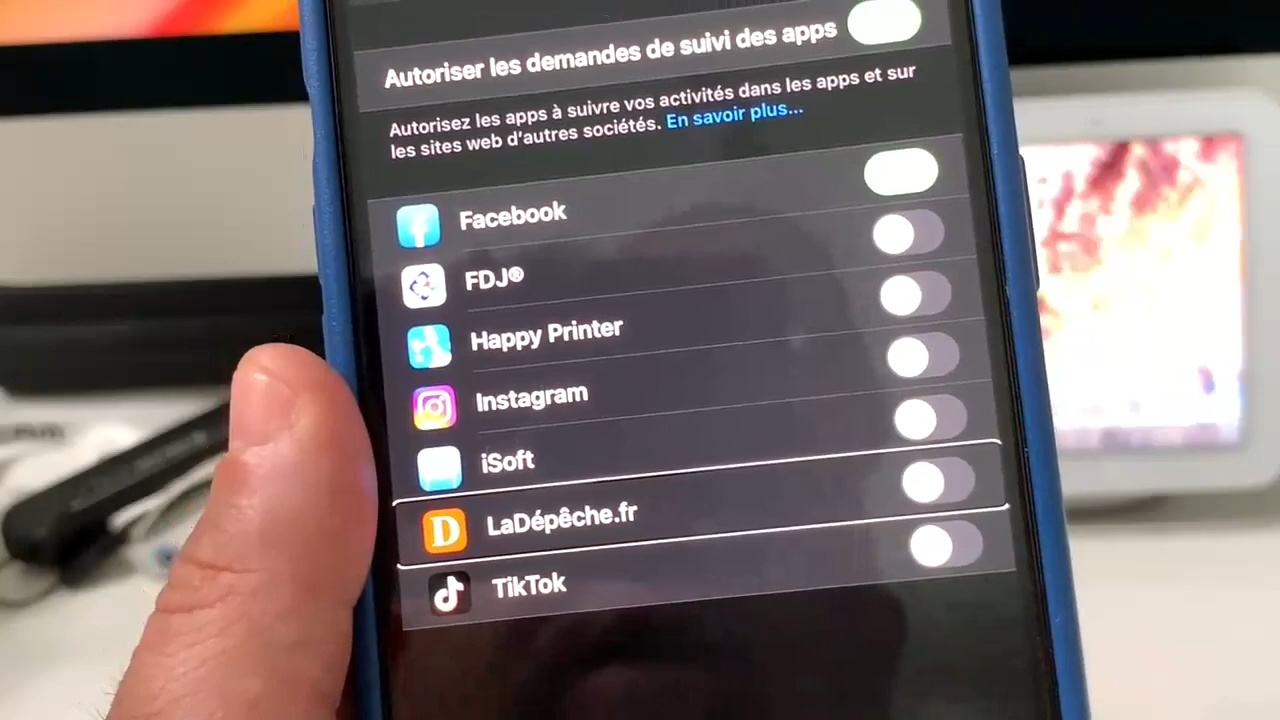 Autoriser les demandes de suivi des apps
Autorisez les apps à suivre vos activités dans les apps et sur
les sites web d'autres sociétés. En savoir plus...
Facebook
FDJ®
Happy Printer
Instagram
iSoft
D LaDépêche.fr
TikTok